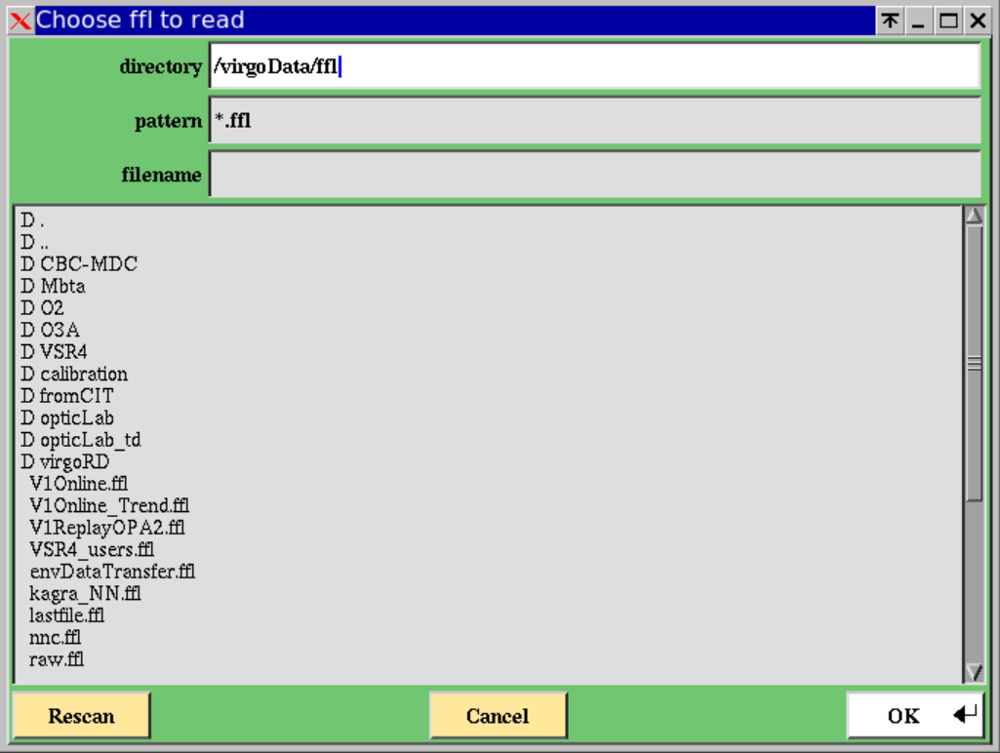 Choose ffl to read
directory /virgoData/ffl
pattern *.ffl
filename
D .
D ..
D CBC-MDC
D Mbta
D O2
D O3A
D VSR4
D calibration
D fromCIT
D opticLab
D opticLab_td
D virgoRD
V1Online.ffl
V1Online_Trend.ffl
V1ReplayOPA2.ffl
VSR4_users.ffl
envDataTransfer.ffl
kagra_NN.ffl
lastfile.ffl
nnc.ffl
raw.ffl
Rescan Cancel OK